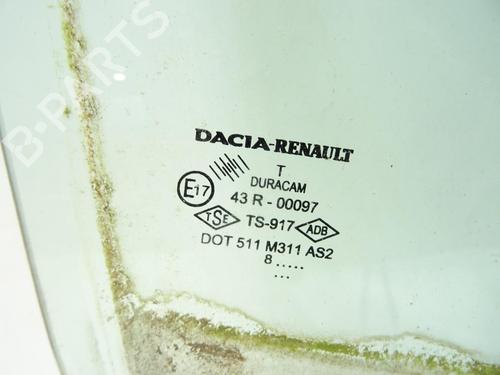 B-PARTS
DACIA-RENAULT
T
DURACAM
E17
43 R - 00097
TSE TS-917 ADB
DOT 511 M311 AS2
8 .....
...